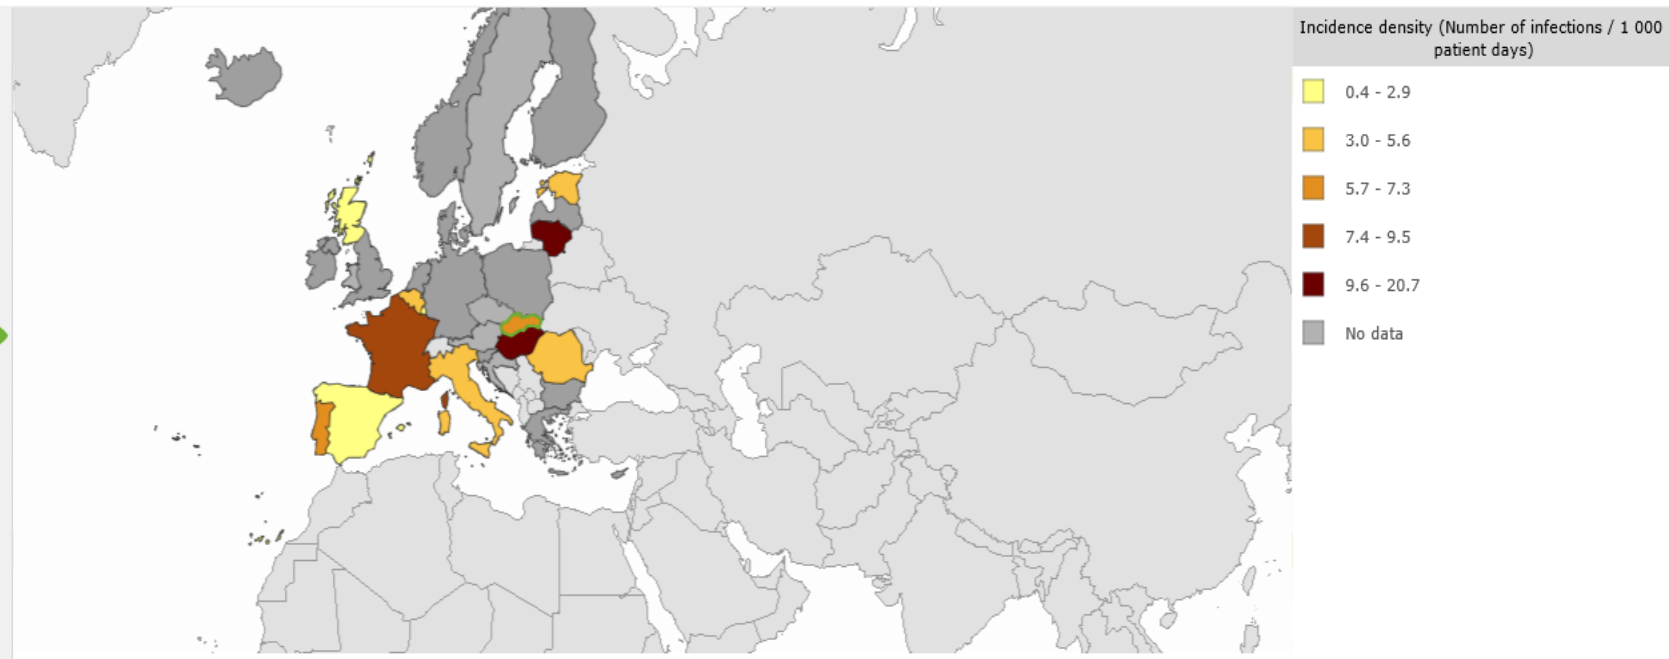 Incidence density (Number of infections / 1 000
patient days)
0.4 - 2.9
3.0 - 5.6
5.7 - 7.3
7.4 - 9.5
9.6 - 20.7
No data